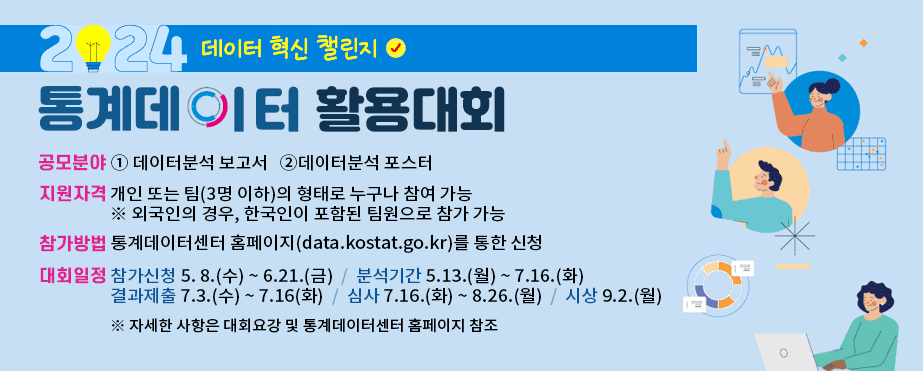 2024 데이터 혁신 챌린지
통계데이터 활용대회
공모분야 ① 데이터분석 보고서 ②데이터분석 포스터
지원자격 개인 또는 팀(3명 이하)의 형태로 누구나 참여 가능
※ 외국인의 경우, 한국인이 포함된 팀원으로 참가 가능
참가방법 통계데이터센터 홈페이지(data.kostat.go.kr)를 통한 신청
대회일정 참가신청 5. 8.(수) ~ 6.21.(금) / 분석기간 5.13.(월) ~ 7.16.(화)
결과제출 7.3.(수) ~ 7.16(화) / 심사 7.16.(화) ~ 8.26.(월) / 시상 9.2.(월)
※ 자세한 사항은 대회요강 및 통계데이터센터 홈페이지 참조